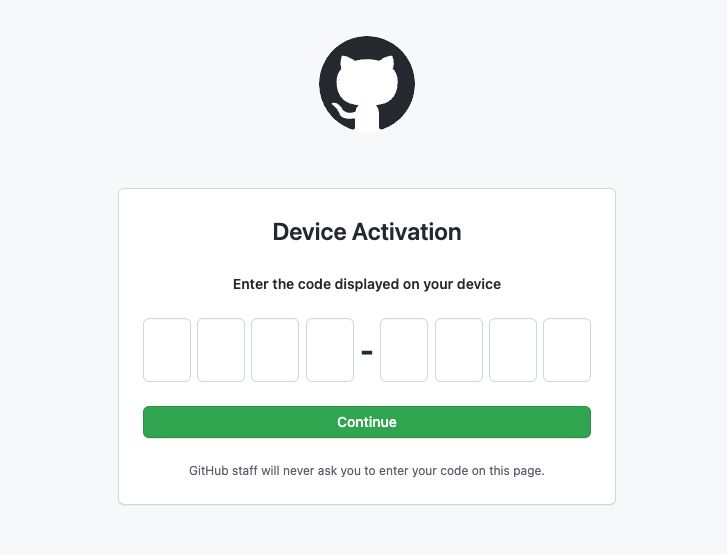 Device Activation
Enter the code displayed on your device
-
Continue
GitHub staff will never ask you to enter your code on this page.